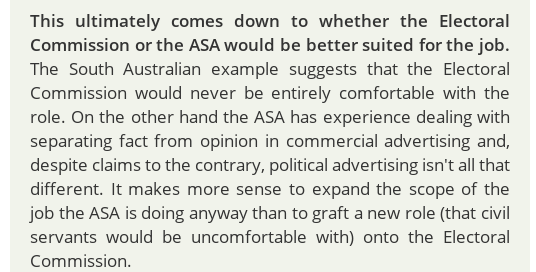 This ultimately comes down to whether the Electoral
Commission or the ASA would be better suited for the job.
The South Australian example suggests that the Electoral
Commission would never be entirely comfortable with the
role. On the other hand the ASA has experience dealing with
separating fact from opinion in commercial advertising and,
despite claims to the contrary, political advertising isn't all that
different. It makes more sense to expand the scope of the
job the ASA is doing anyway than to graft a new role (that civil
servants would be uncomfortable with) onto the Electoral
Commission.